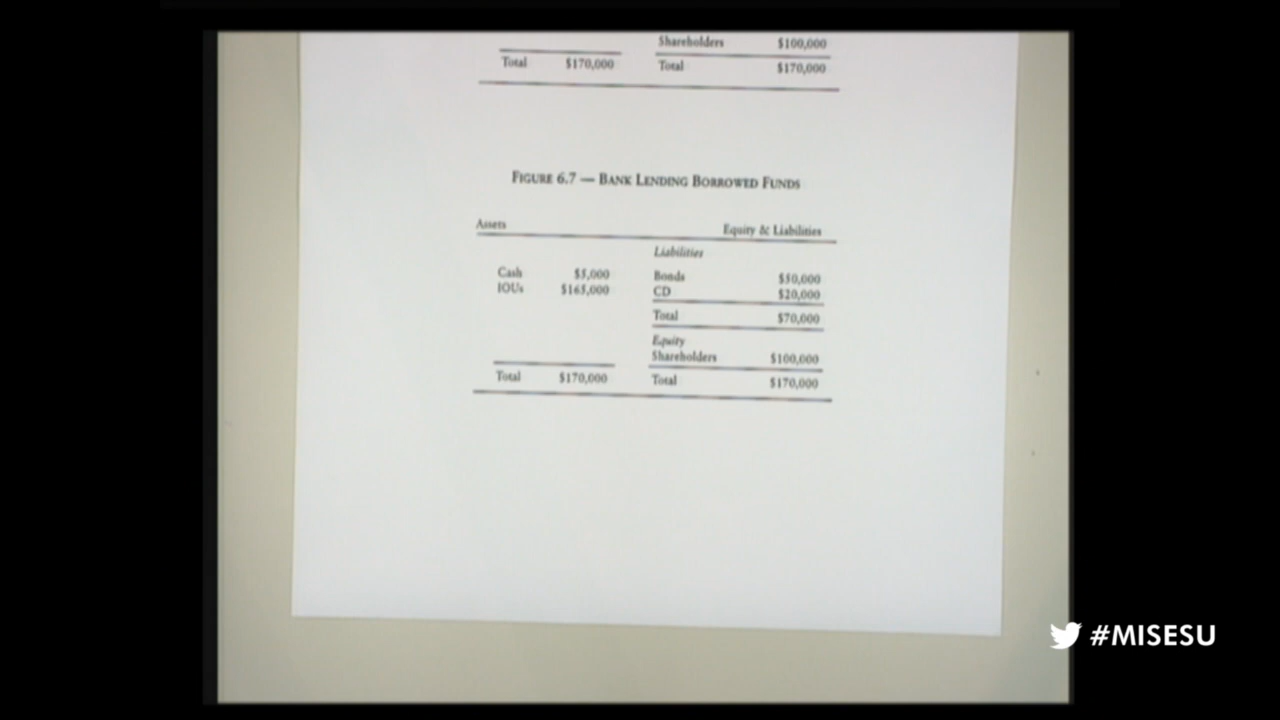 Shareholders $100,000
Total $170,000 Total $170,000
FIGURE 6.7 — BANK LENDING BORROWED FUNDS
Assets Equity & Liabilities
Liabilities
Cash $5,000 Bonds $50,000
IOUs $165,000 CD $20,000
Total $70,000
Equity
Shareholders $100,000
Total $170,000 Total $170,000
#MISESU